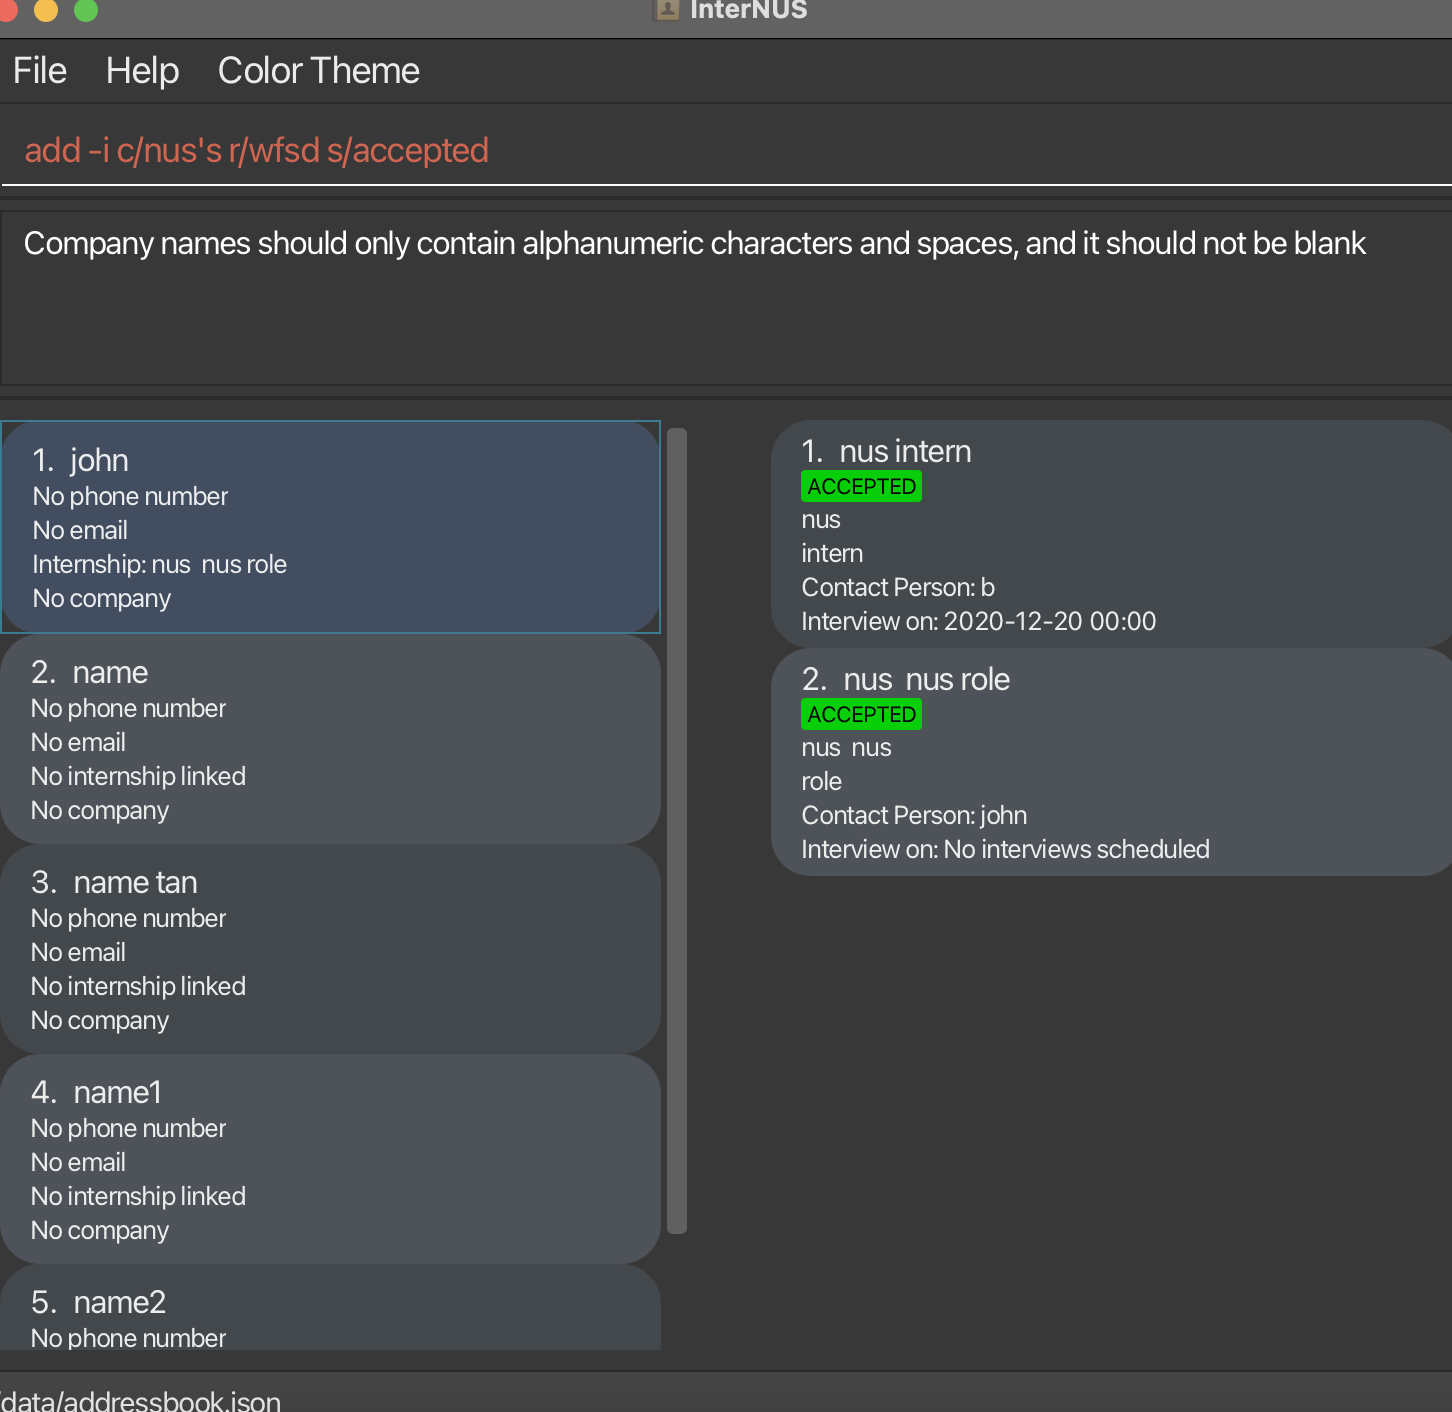 InterNUS
File Help Color Theme
add -i c/nus's r/wfsd s/accepted
Company names should only contain alphanumeric characters and spaces, and it should not be blank
1. john
No phone number
No email
Internship: nus  nus role
No company
2. name
No phone number
No email
No internship linked
No company
3. name tan
No phone number
No email
No internship linked
No company
4. name1
No phone number
No email
No internship linked
No company
5. name2
No phone number
1. nus intern
ACCEPTED
nus
intern
Contact Person: b
Interview on: 2020-12-20 00:00
2. nus  nus role
ACCEPTED
nus  nus
role
Contact Person: john
Interview on: No interviews scheduled
/data/addressbook.json